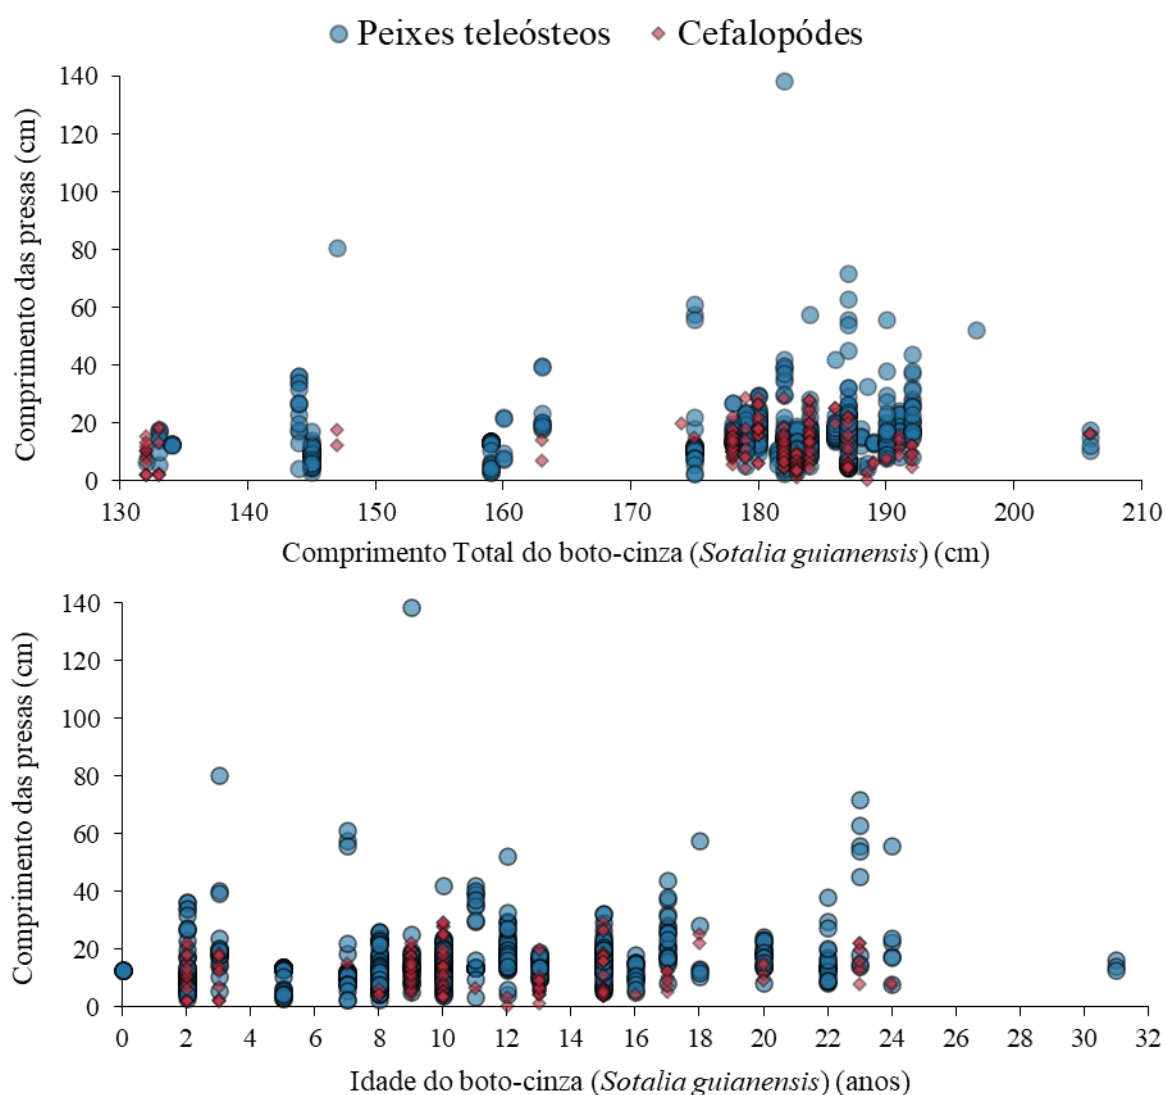 Peixes teleósteos Cefalopódes
140
120
100
80
60
40
20
0
Comprimento das presas (cm)
130 140 150 160 170 180 190 200 210
Comprimento Total do boto-cinza (Sotalia guianensis) (cm)
140
120
100
80
60
40
20
0
Comprimento das presas (cm)
0 2 4 6 8 10 12 14 16 18 20 22 24 26 28 30 32
Idade do boto-cinza (Sotalia guianensis) (anos)